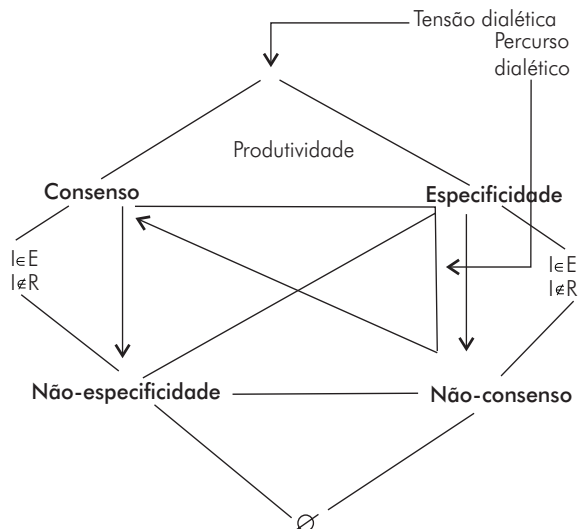 Tensão dialética
Percurso
dialético
Produtividade
Consenso
Especificidade
I∈E
I∉R
I∈E
I∉R
Não-especificidade
Não-consenso
∅